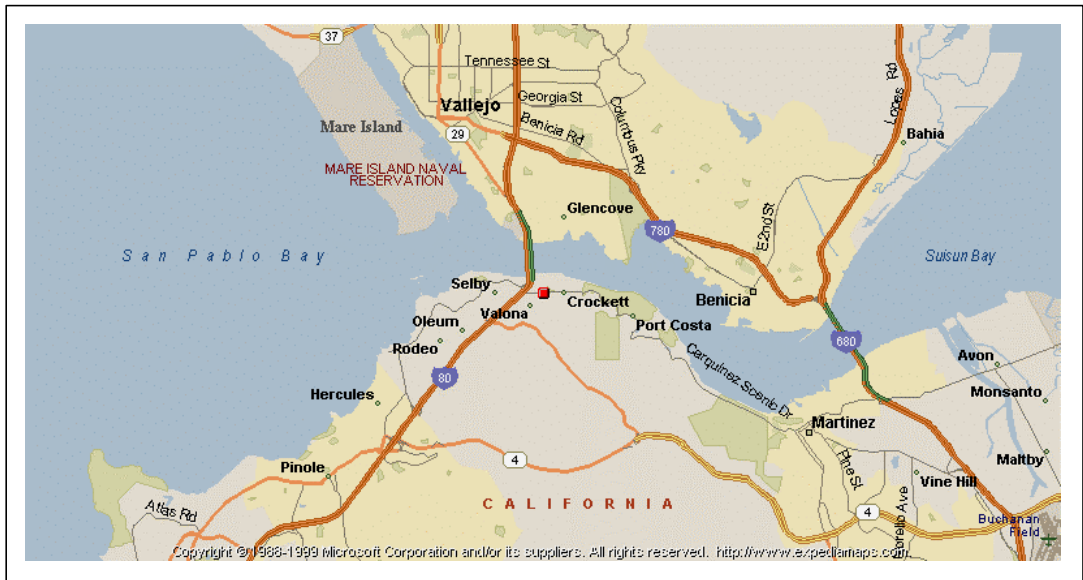 37
Tennessee St
Georgia St
Vallejo
Benicia Rd
Columbus Pky
Lopes Rd
Mare Island
29
Bahia
MARE ISLAND NAVAL
RESERVATION
Glencove
780
E 2nd St
San Pablo Bay
Suisun Bay
Selby
Crockett
Benicia
Valona
Oleum
Port Costa
Rodeo
680
Carquinez Scenic Dr
Avon
80
Hercules
Monsanto
Martinez
4
Pine St
Maltby
Pinole
Vine Hill
CALIFORNIA
Atlas Rd
4
Morello Ave
Buchanan
Field
Copyright © 1988-1999 Microsoft Corporation and/or its suppliers. All rights reserved. http://www.expediamaps.com